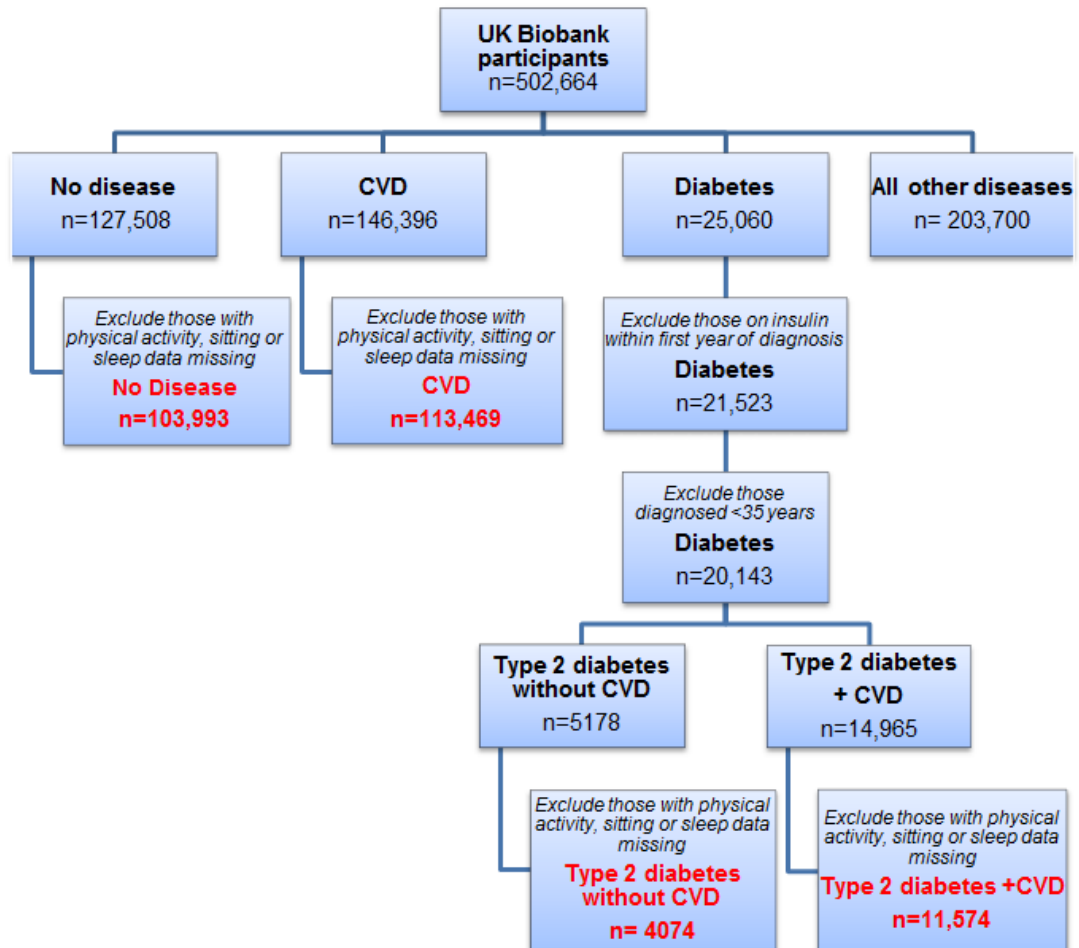 UK Biobank
participants
n=502,664
No disease
n=127,508
CVD
n=146,396
Diabetes
n=25,060
All other diseases
n= 203,700
Exclude those with
physical activity, sitting or
sleep data missing
No Disease
n=103,993
Exclude those with
physical activity, sitting or
sleep data missing
CVD
n=113,469
Exclude those on insulin
within first year of diagnosis
Diabetes
n=21,523
Exclude those
diagnosed <35 years
Diabetes
n=20,143
Type 2 diabetes
without CVD
n=5178
Type 2 diabetes
+ CVD
n=14,965
Exclude those with physical
activity, sitting or sleep data
missing
Type 2 diabetes
without CVD
n= 4074
Exclude those with physical
activity, sitting or sleep data
missing
Type 2 diabetes +CVD
n=11,574